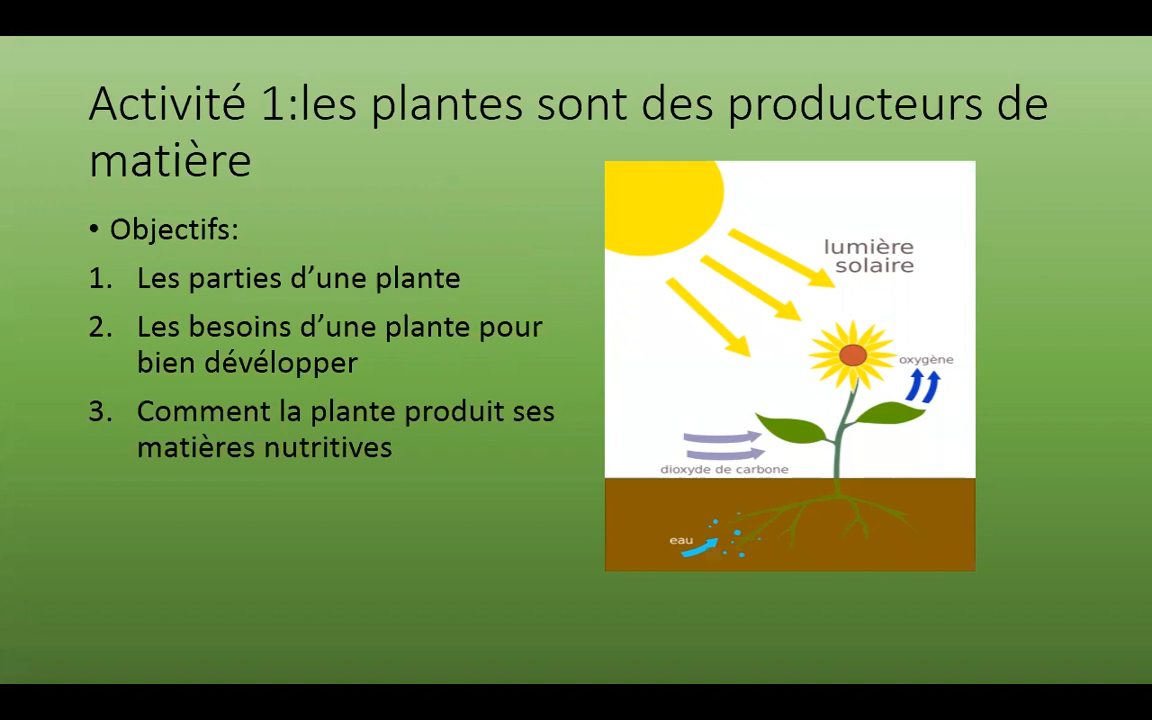 Activité 1:les plantes sont des producteurs de
matière
• Objectifs:
1. Les parties d’une plante
2. Les besoins d’une plante pour
bien dévélopper
3. Comment la plante produit ses
matières nutritives
lumière
solaire
oxygène
dioxyde de carbone
eau